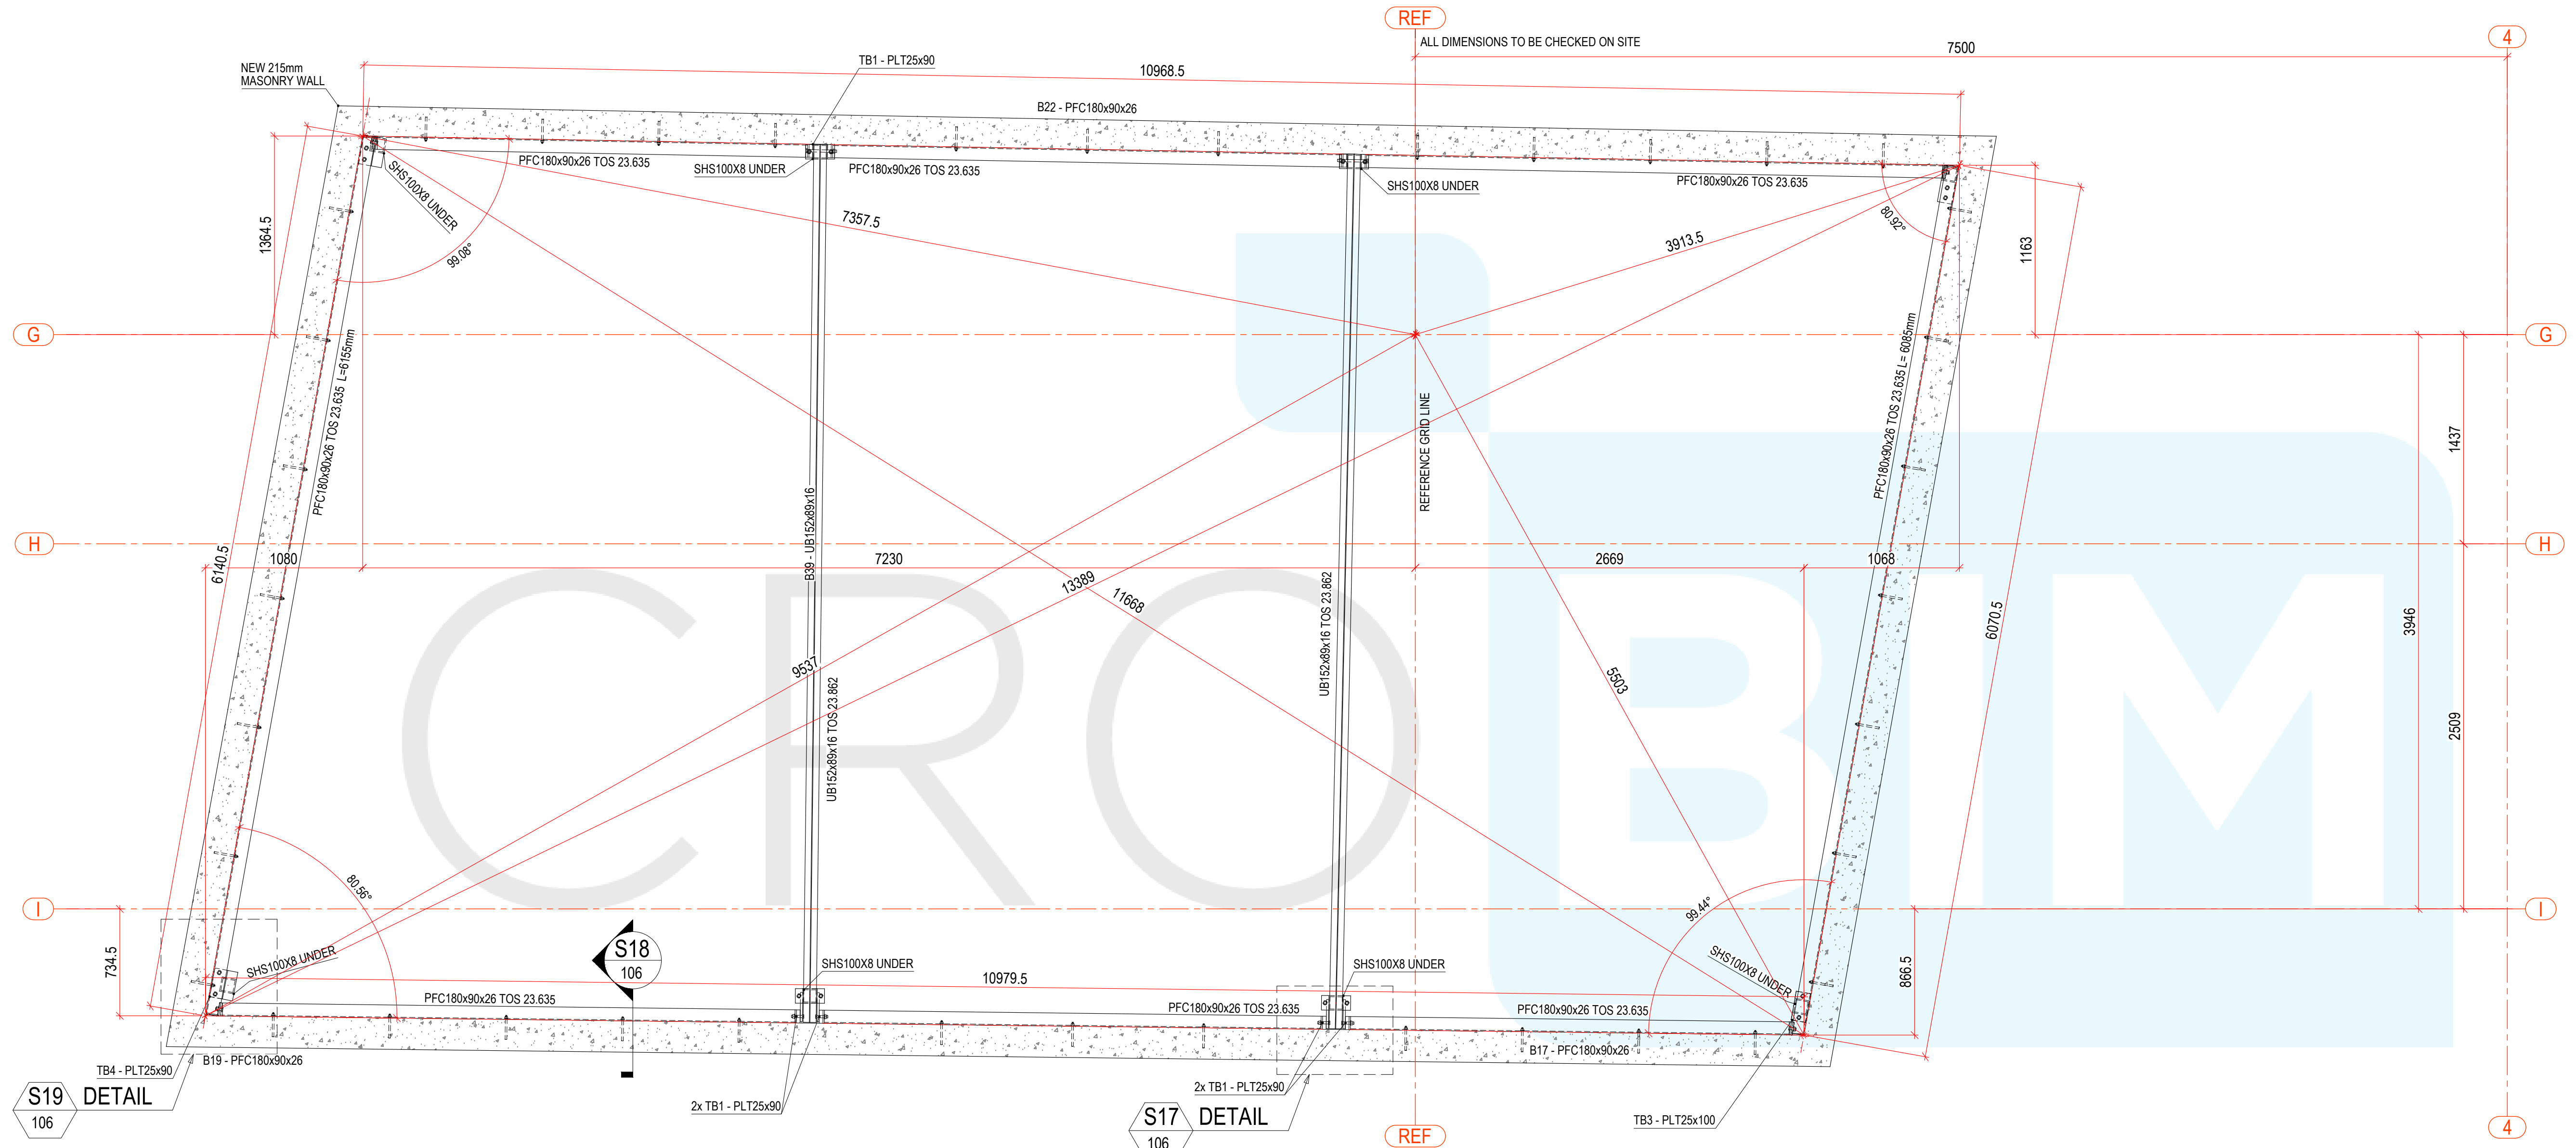 REF
4
ALL DIMENSIONS TO BE CHECKED ON SITE
7500
NEW 215mm
MASONRY WALL
TB1 - PLT25x90
10968.5
B22 - PFC180x90x26
PFC180x90x26 TOS 23.635
SHS100X8 UNDER
PFC180x90x26 TOS 23.635
SHS100X8 UNDER
PFC180x90x26 TOS 23.635
SHS100X8 UNDER
1364.5
99.08°
7357.5
3913.5
80.92°
1163
G
G
PFC180x90x26 TOS 23.635 L=6155mm
REFERENCE GRID LINE
PFC180x90x26 TOS 23.635 L= 6085mm
1437
H
H
6140.5
1080
7230
2669
1068
B39 - UB152x89x16
13389
11668
UB152x89x16 TOS 23.862
6070.5
3946
9537
5503
UB152x89x16 TOS 23.862
2509
CRO BIM
80.56°
99.44°
I
I
734.5
SHS100X8 UNDER
S18
106
SHS100X8 UNDER
10979.5
SHS100X8 UNDER
SHS100X8 UNDER
866.5
PFC180x90x26 TOS 23.635
PFC180x90x26 TOS 23.635
PFC180x90x26 TOS 23.635
B19 - PFC180x90x26
B17 - PFC180x90x26
TB4 - PLT25x90
S19 DETAIL
106
2x TB1 - PLT25x90
2x TB1 - PLT25x90
S17 DETAIL
106
TB3 - PLT25x100
REF
4